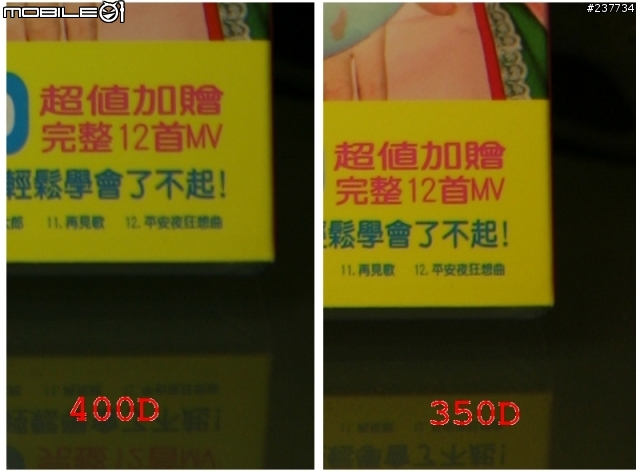 MOBILE01
#237734
超值加贈
完整12首MV
輕鬆學會了不起!
郎 11.再見歌 12.平安夜狂想曲
400D
超值加贈
完整12首MV
鬆學會了不起!
11.再見歌 12.平安夜狂想曲
350D